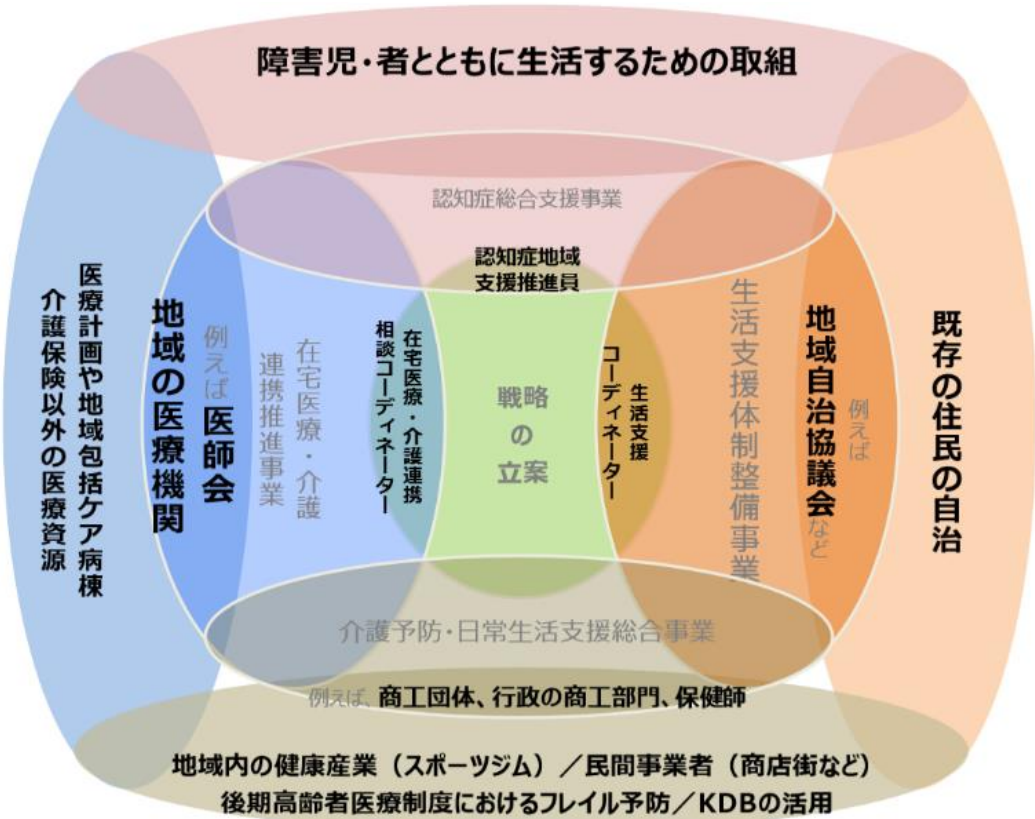 障害児・者とともに生活するための取組
認知症総合支援事業
認知症地域
支援推進員
医療計画や地域包括ケア病棟
介護保険以外の医療資源
地域の医療機関
例えば 医師会
在宅医療・介護
連携推進事業
在宅医療・介護連携
相談コーディネーター
戦略
の
立案
生活支援
コーディネーター
生活支援体制整備事業
例えば
地域自治協議会など
既存の住民の自治
介護予防・日常生活支援総合事業
例えば、商工団体、行政の商工部門、保健師
地域内の健康産業（スポーツジム）／民間事業者（商店街など）
後期高齢者医療制度におけるフレイル予防／KDBの活用